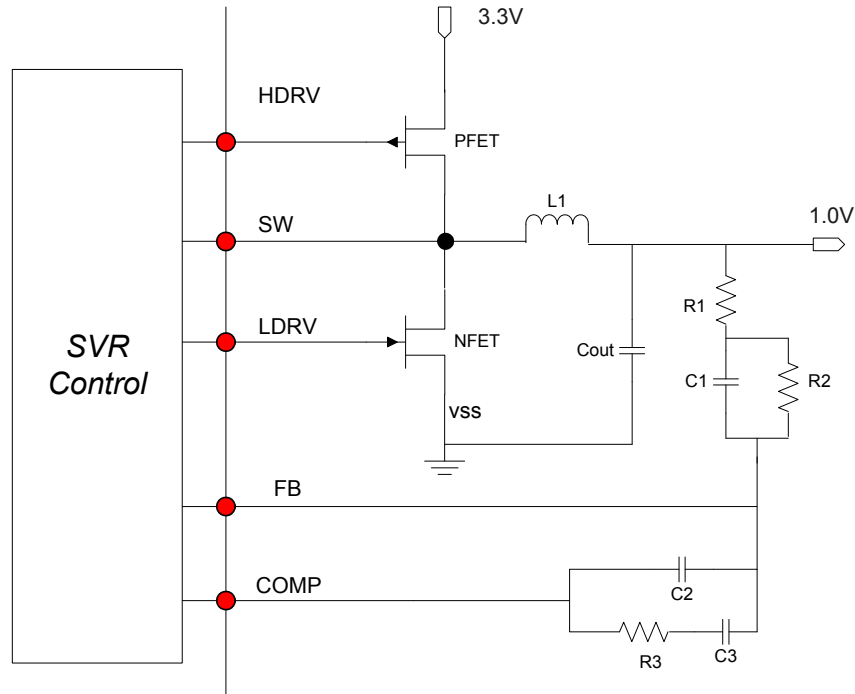 3.3V
HDRV
PFET
L1
1.0V
SW
R1
LDRV
NFET
SVR
Control
Cout
C1
R2
VSS
FB
COMP
C2
R3
C3